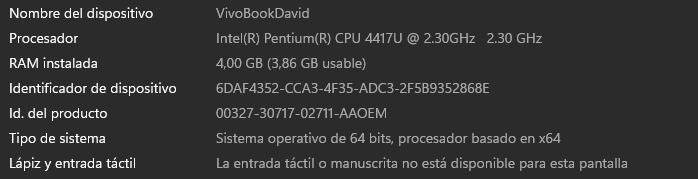 Nombre del dispositivo VivoBookDavid
Procesador Intel(R) Pentium(R) CPU 4417U @ 2.30GHz 2.30 GHz
RAM instalada 4,00 GB (3,86 GB usable)
Identificador de dispositivo 6DAF4352-CCA3-4F35-ADC3-2F5B9352868E
Id. del producto 00327-30717-02711-AAOEM
Tipo de sistema Sistema operativo de 64 bits, procesador basado en x64
Lápiz y entrada táctil La entrada táctil o manuscrita no está disponible para esta pantalla